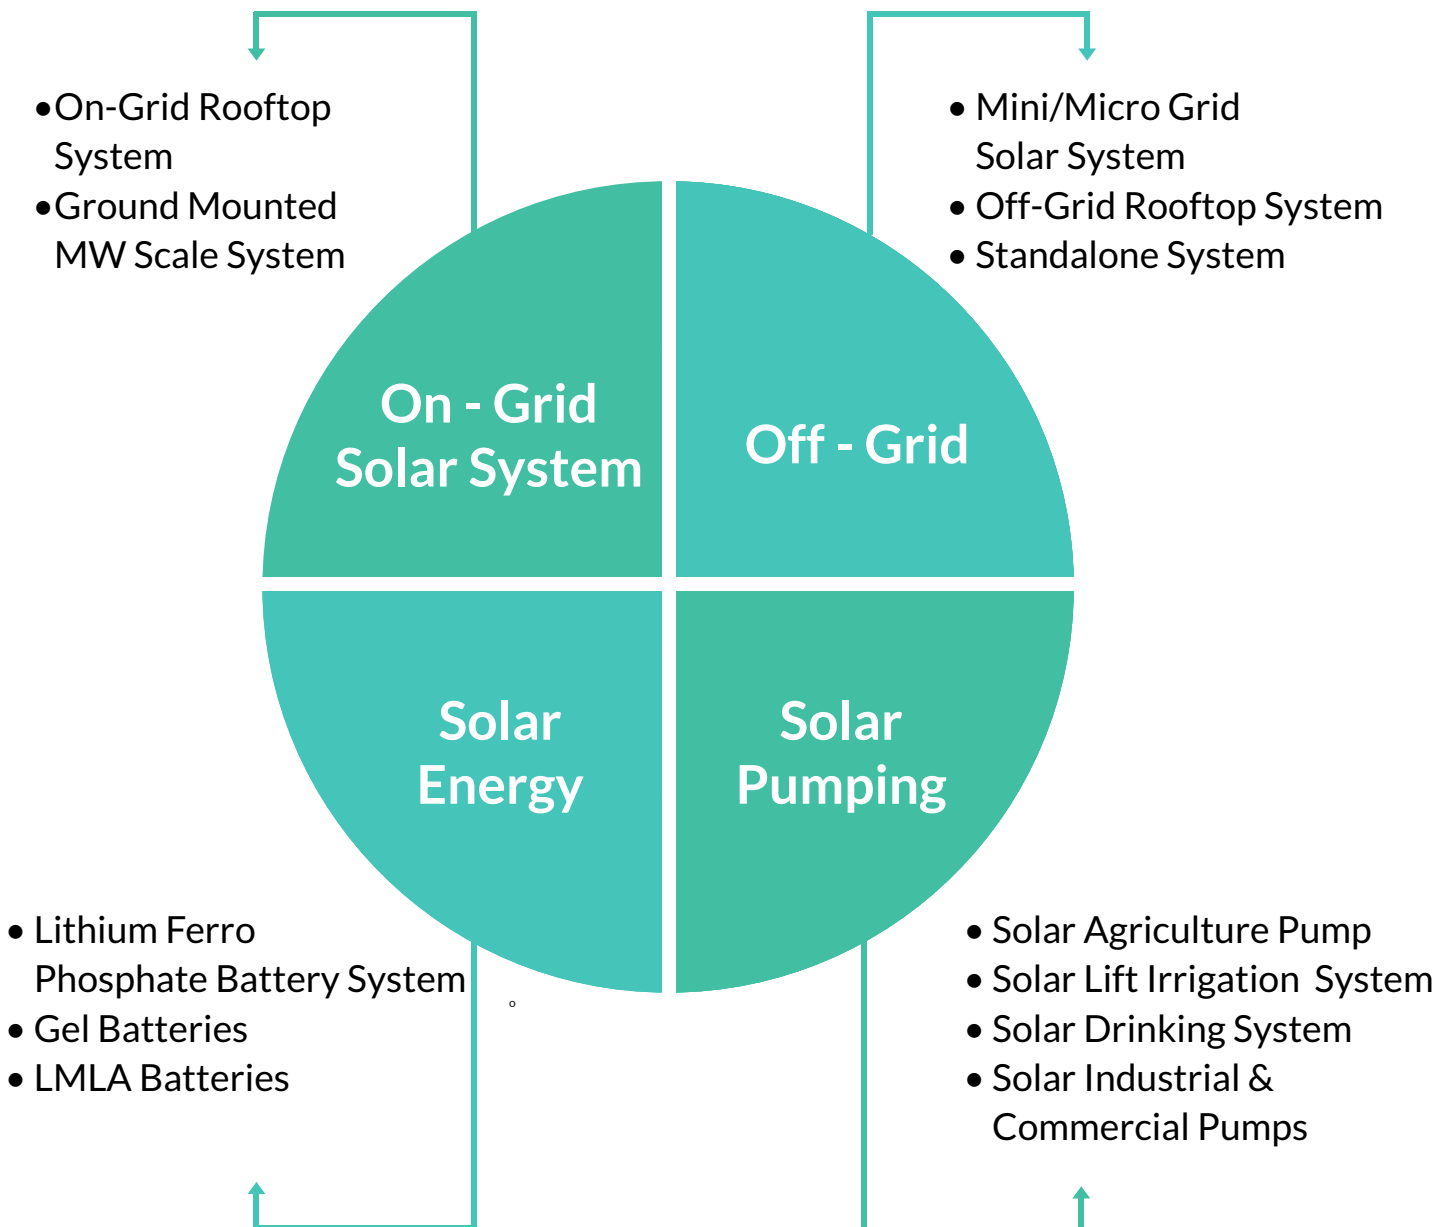 •On-Grid Rooftop
System
•Ground Mounted
MW Scale System
• Mini/Micro Grid
Solar System
• Off-Grid Rooftop System
• Standalone System
On - Grid
Solar System
Off - Grid
Solar
Energy
Solar
Pumping
• Lithium Ferro
Phosphate Battery System
• Gel Batteries
• LMLA Batteries
• Solar Agriculture Pump
• Solar Lift Irrigation  System
• Solar Drinking System
• Solar Industrial &
Commercial Pumps